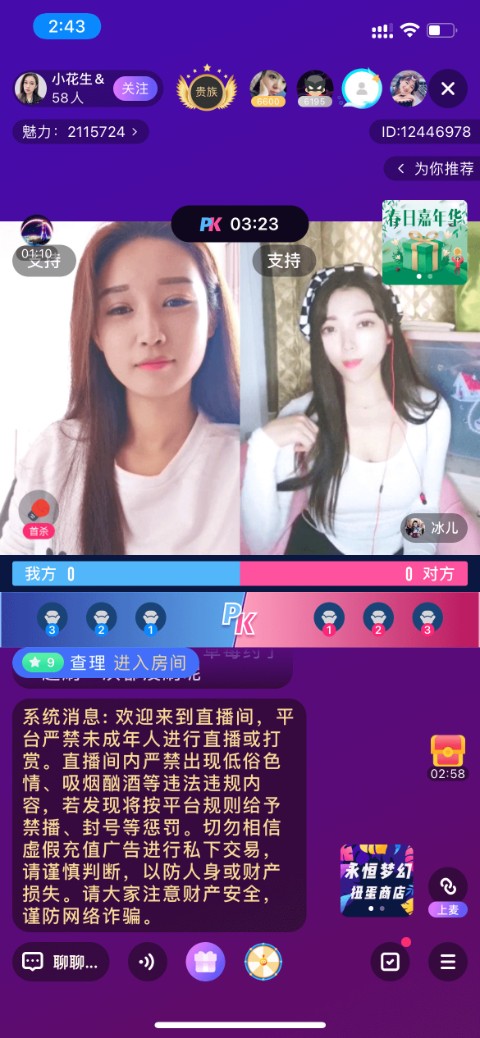 2:43
小花生&
58人
关注
贵族
6600
6195
魅力: 2115724 >
ID:12446978
< 为你推荐
PK 03:23
春日嘉年华
01:10
支持
支持
首杀
冰儿
我方 0
0 对方
3
2
1
PK
1
2
3
9 查理 进入房间
系统消息: 欢迎来到直播间，平
台严禁未成年人进行直播或打
赏。直播间内严禁出现低俗色
情、吸烟酗酒等违法违规内
容，若发现将按平台规则给予
禁播、封号等惩罚。切勿相信
虚假充值广告进行私下交易，
请谨慎判断，以防人身或财产
损失。请大家注意财产安全，
谨防网络诈骗。
02:58
永恒梦幻
扭蛋商店
上麦
聊聊...